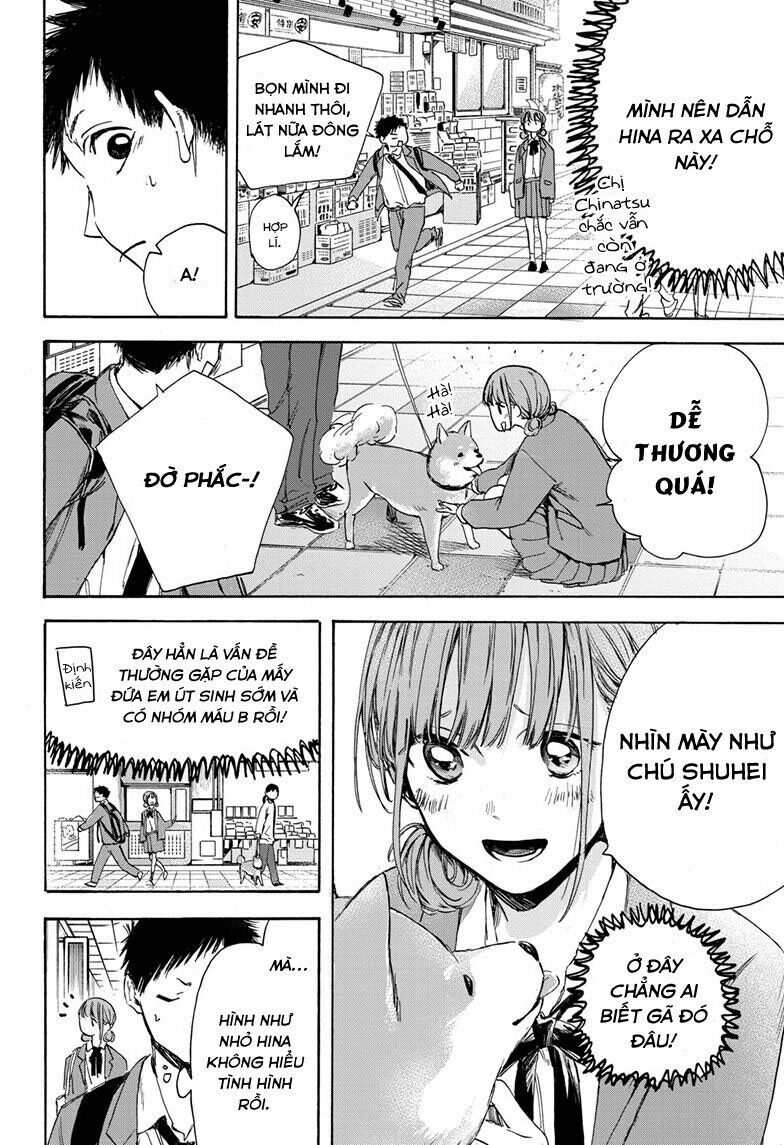 MÌNH NÊN DẪN
HINA RA XA CHỖ
NÀY!
Chị
Chinatsu
chắc vẫn
còn
đang ở
trường!
BỌN MÌNH ĐI
NHANH THÔI,
LÁT NỮA ĐÔNG
LẮM!
HỢP
LÍ.
A!
DỄ
THƯƠNG
QUÁ!
Hà!
Hà!
ĐỜ PHẮC-!
NHÌN MÀY NHƯ
CHÚ SHUHEI
ẤY!
Ở ĐÂY
CHẲNG AI
BIẾT GÃ ĐÓ
ĐÂU!
ĐÂY HẲN LÀ VẤN ĐỀ
THƯỜNG GẶP CỦA MẤY
ĐỨA EM ÚT SINH SỚM VÀ
CÓ NHÓM MÁU B RỒI!
Định
kiến
MÀ...
HÌNH NHƯ
NHỎ HINA
KHÔNG HIỂU
TÌNH HÌNH
RỒI.